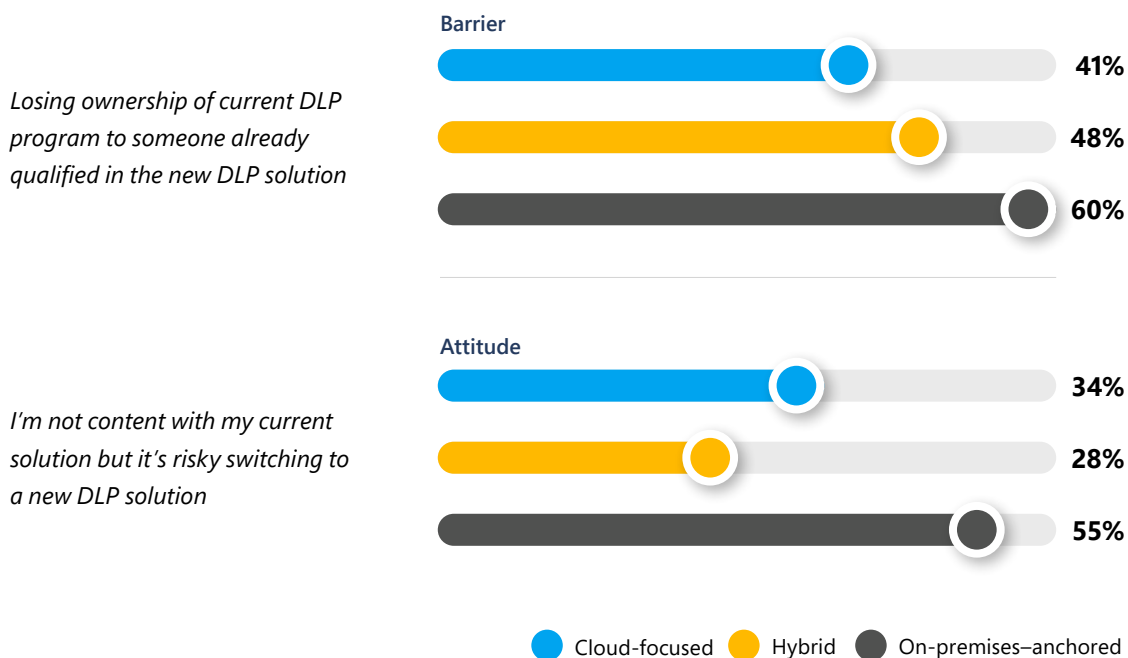 Barrier
Losing ownership of current DLP
program to someone already
qualified in the new DLP solution
41%
48%
60%
Attitude
I'm not content with my current
solution but it's risky switching to
a new DLP solution
34%
28%
55%
Cloud-focused Hybrid On-premises–anchored